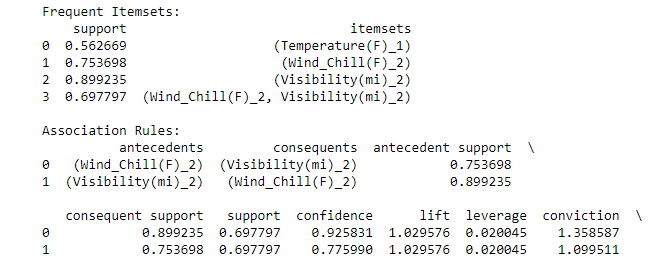 Frequent Itemsets:
support itemsets
0 0.562669 (Temperature(F)_1)
1 0.753698 (Wind_Chill(F)_2)
2 0.899235 (Visibility(mi)_2)
3 0.697797 (Wind_Chill(F)_2, Visibility(mi)_2)
Association Rules:
antecedents consequents antecedent support \
0 (Wind_Chill(F)_2) (Visibility(mi)_2) 0.753698
1 (Visibility(mi)_2) (Wind_Chill(F)_2) 0.899235
consequent support support confidence lift leverage conviction \
0 0.899235 0.697797 0.925831 1.029576 0.020045 1.358587
1 0.753698 0.697797 0.775990 1.029576 0.020045 1.099511